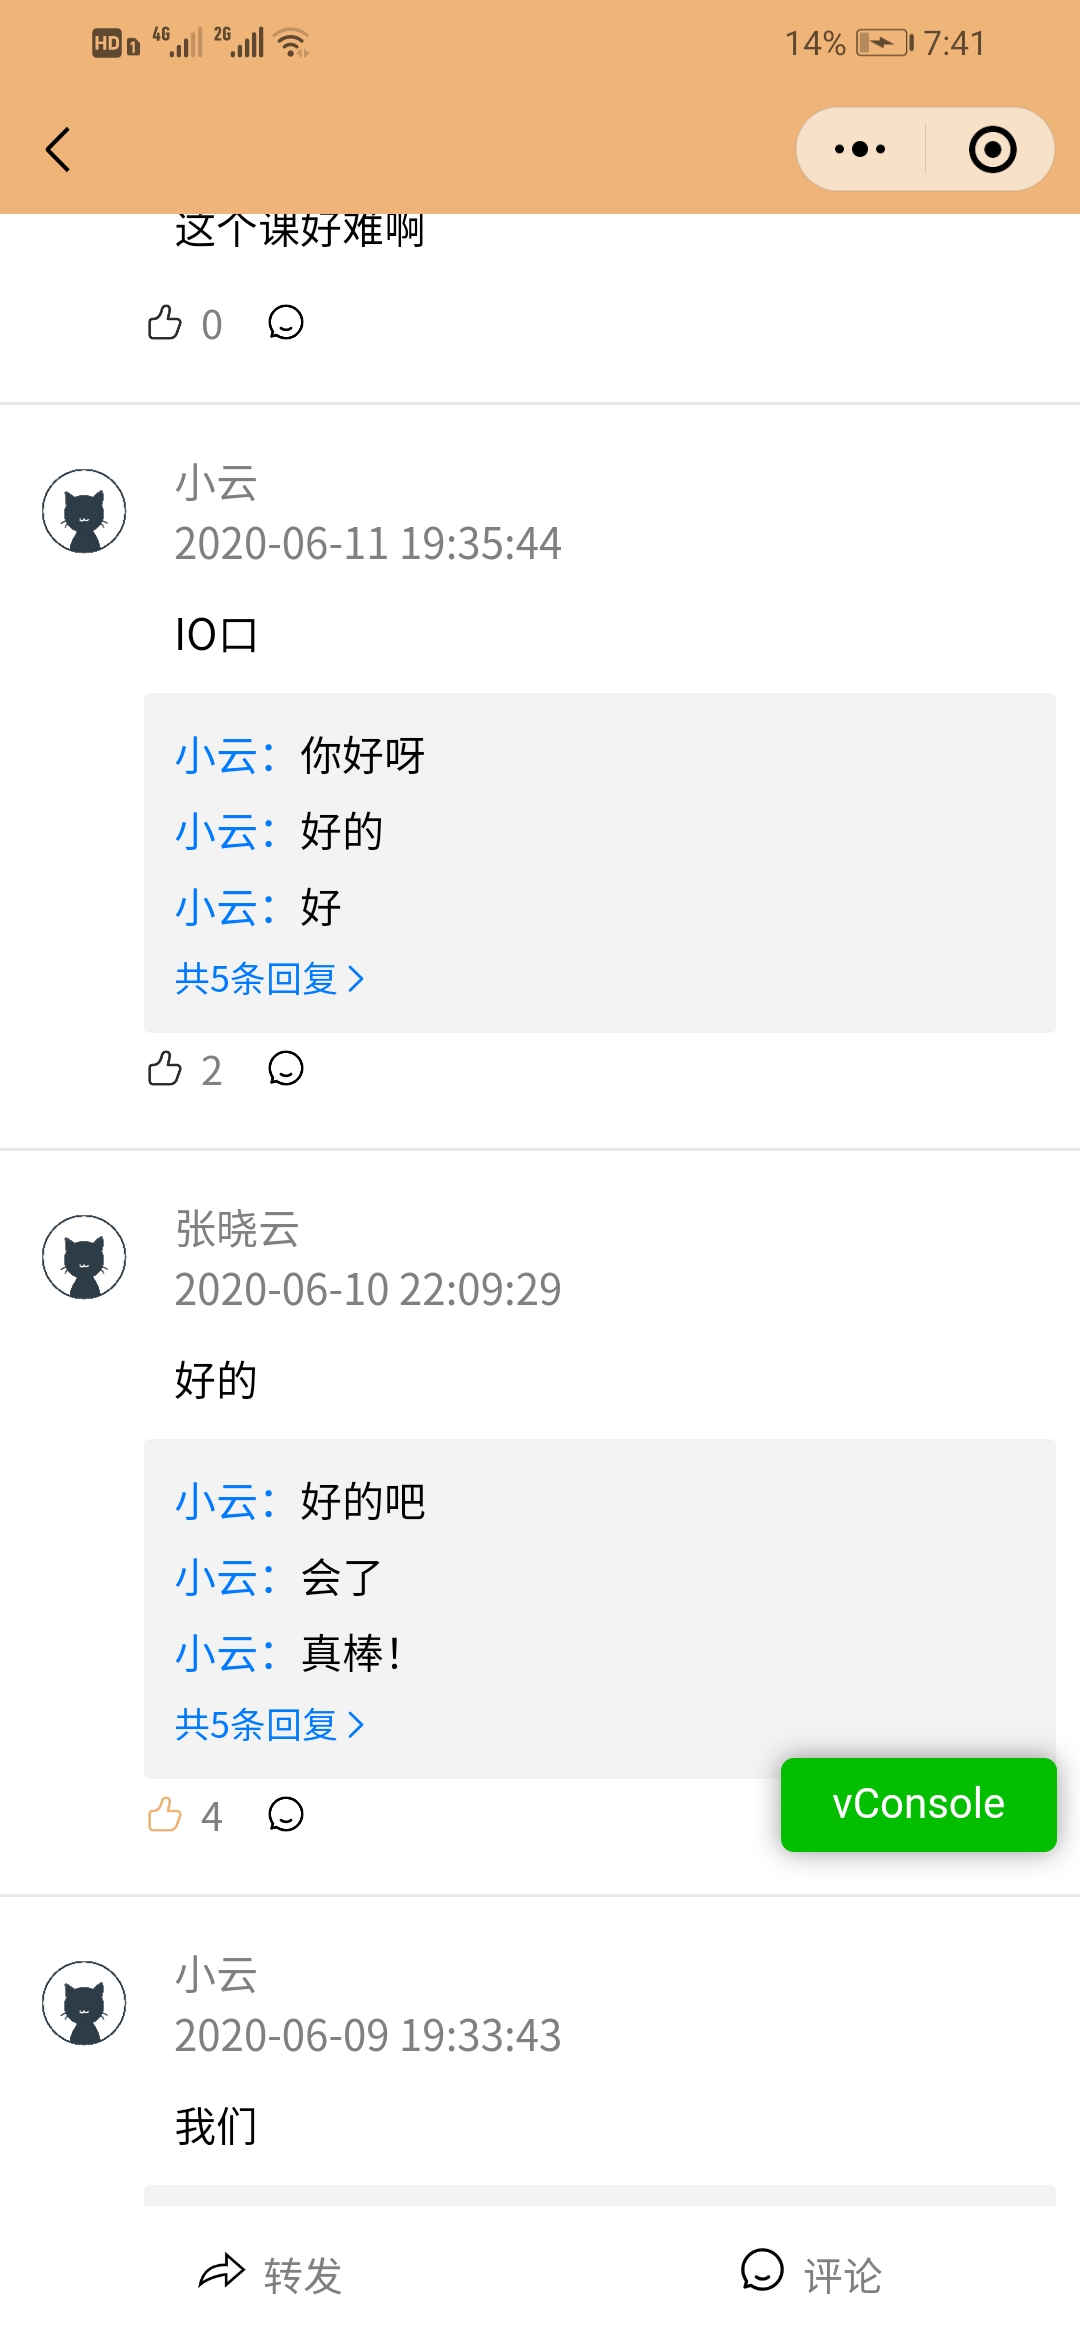 HD 1 4G 2G 14% 7:41
这个课好难啊
0
小云
2020-06-11 19:35:44
IO口
小云：你好呀
小云：好的
小云：好
共5条回复
2
张晓云
2020-06-10 22:09:29
好的
小云：好的吧
小云：会了
小云：真棒！
共5条回复
4
vConsole
小云
2020-06-09 19:33:43
我们
转发 评论